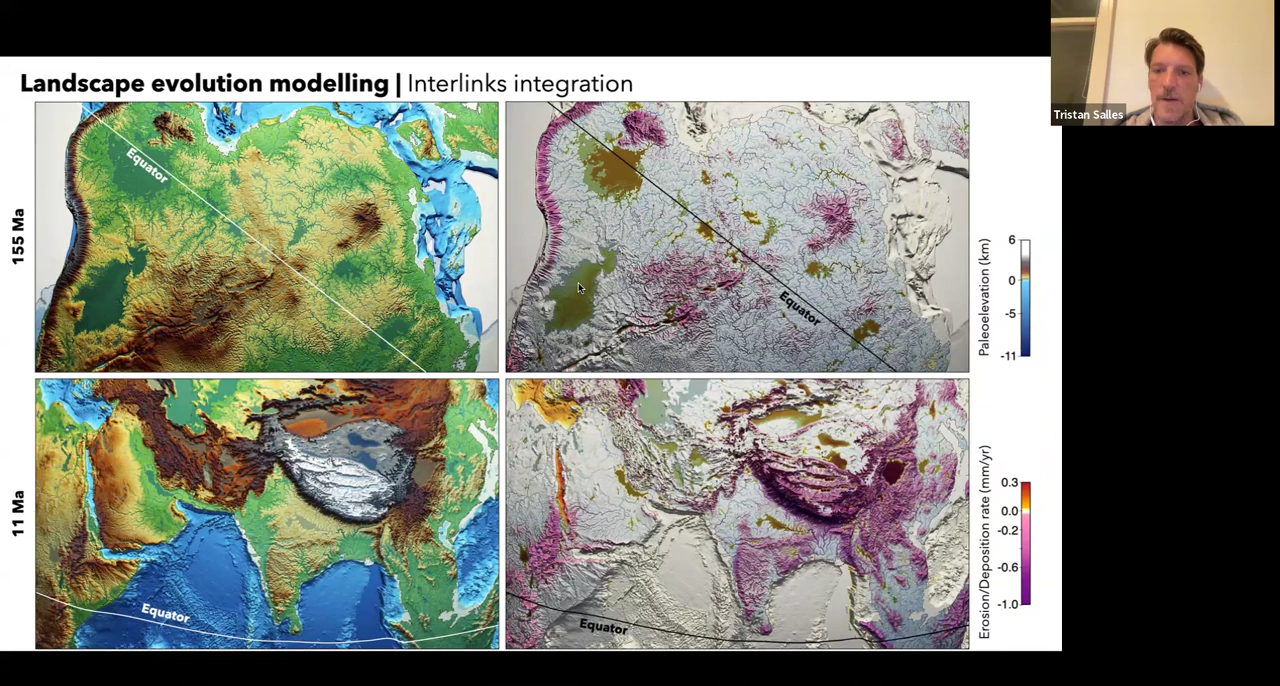 Landscape evolution modelling | Interlinks integration
Tristan Salles
155 Ma
Equator
Equator
Paleoelevation (km)
6
0
-5
-11
11 Ma
Equator
Equator
Erosion/Deposition rate (mm/yr)
0.3
0.0
-0.2
-0.6
-1.0